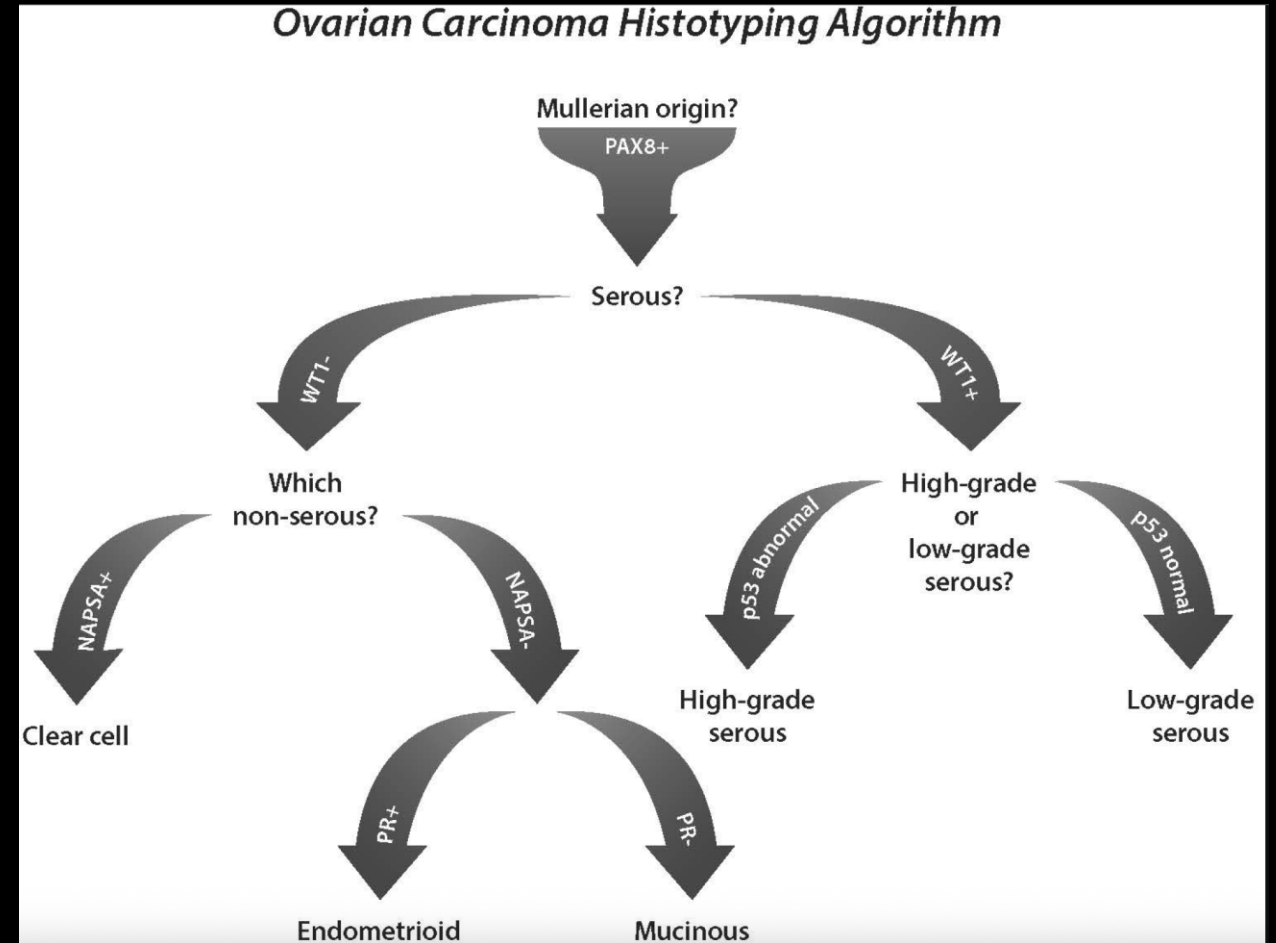 Ovarian Carcinoma Histotyping Algorithm
Mullerian origin?
PAX8+
Serous?
WT1-
WT1+
Which
non-serous?
High-grade
or
low-grade
serous?
NAPSA+
NAPSA-
p53 abnormal
p53 normal
Clear cell
High-grade
serous
Low-grade
serous
PR+
PR-
Endometrioid
Mucinous